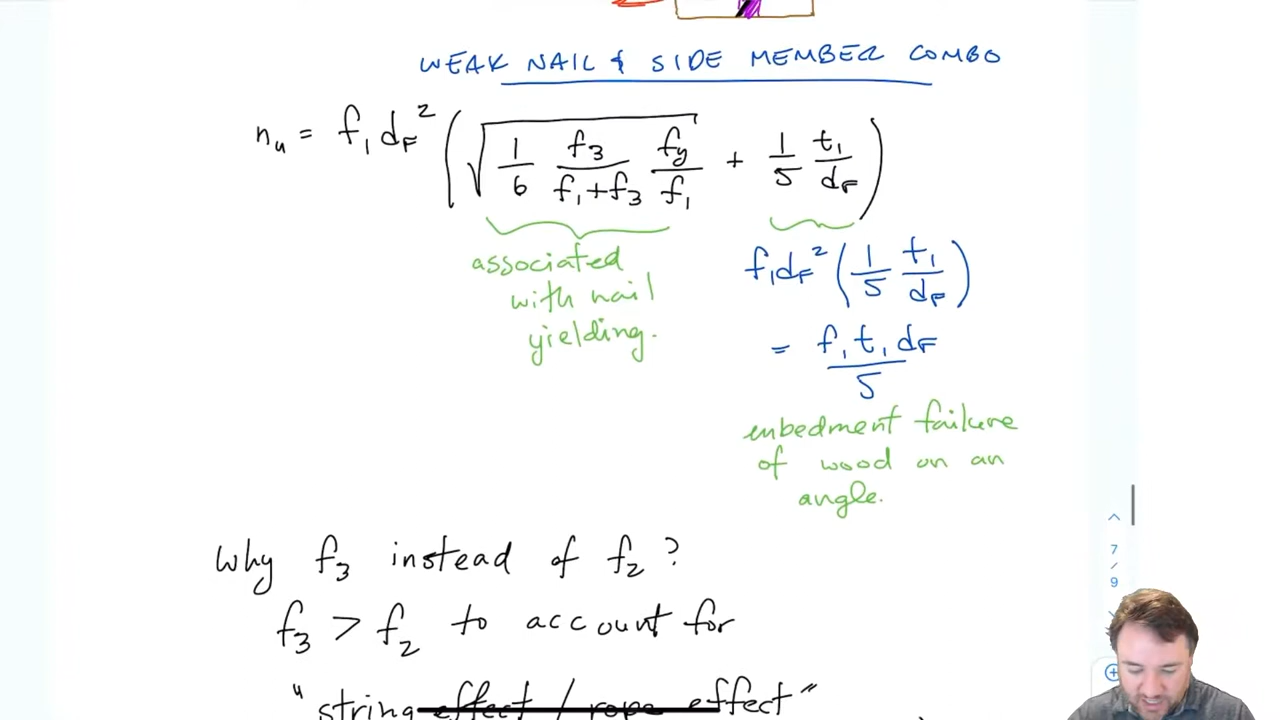 WEAK NAIL & SIDE MEMBER COMBO
n_u = f_1 d_F^2 ( √(1/6 f_3/(f_1+f_3) f_y/f_1) + 1/5 t_1/d_F )
associated
with nail
yielding.
f_1 d_F^2 ( 1/5 t_1/d_F )
= f_1 t_1 d_F / 5
embedment failure
of wood on an
angle.
Why f_3 instead of f_2 ?
f_3 > f_2 to account for
"string effect / rope effect"
7
/
9